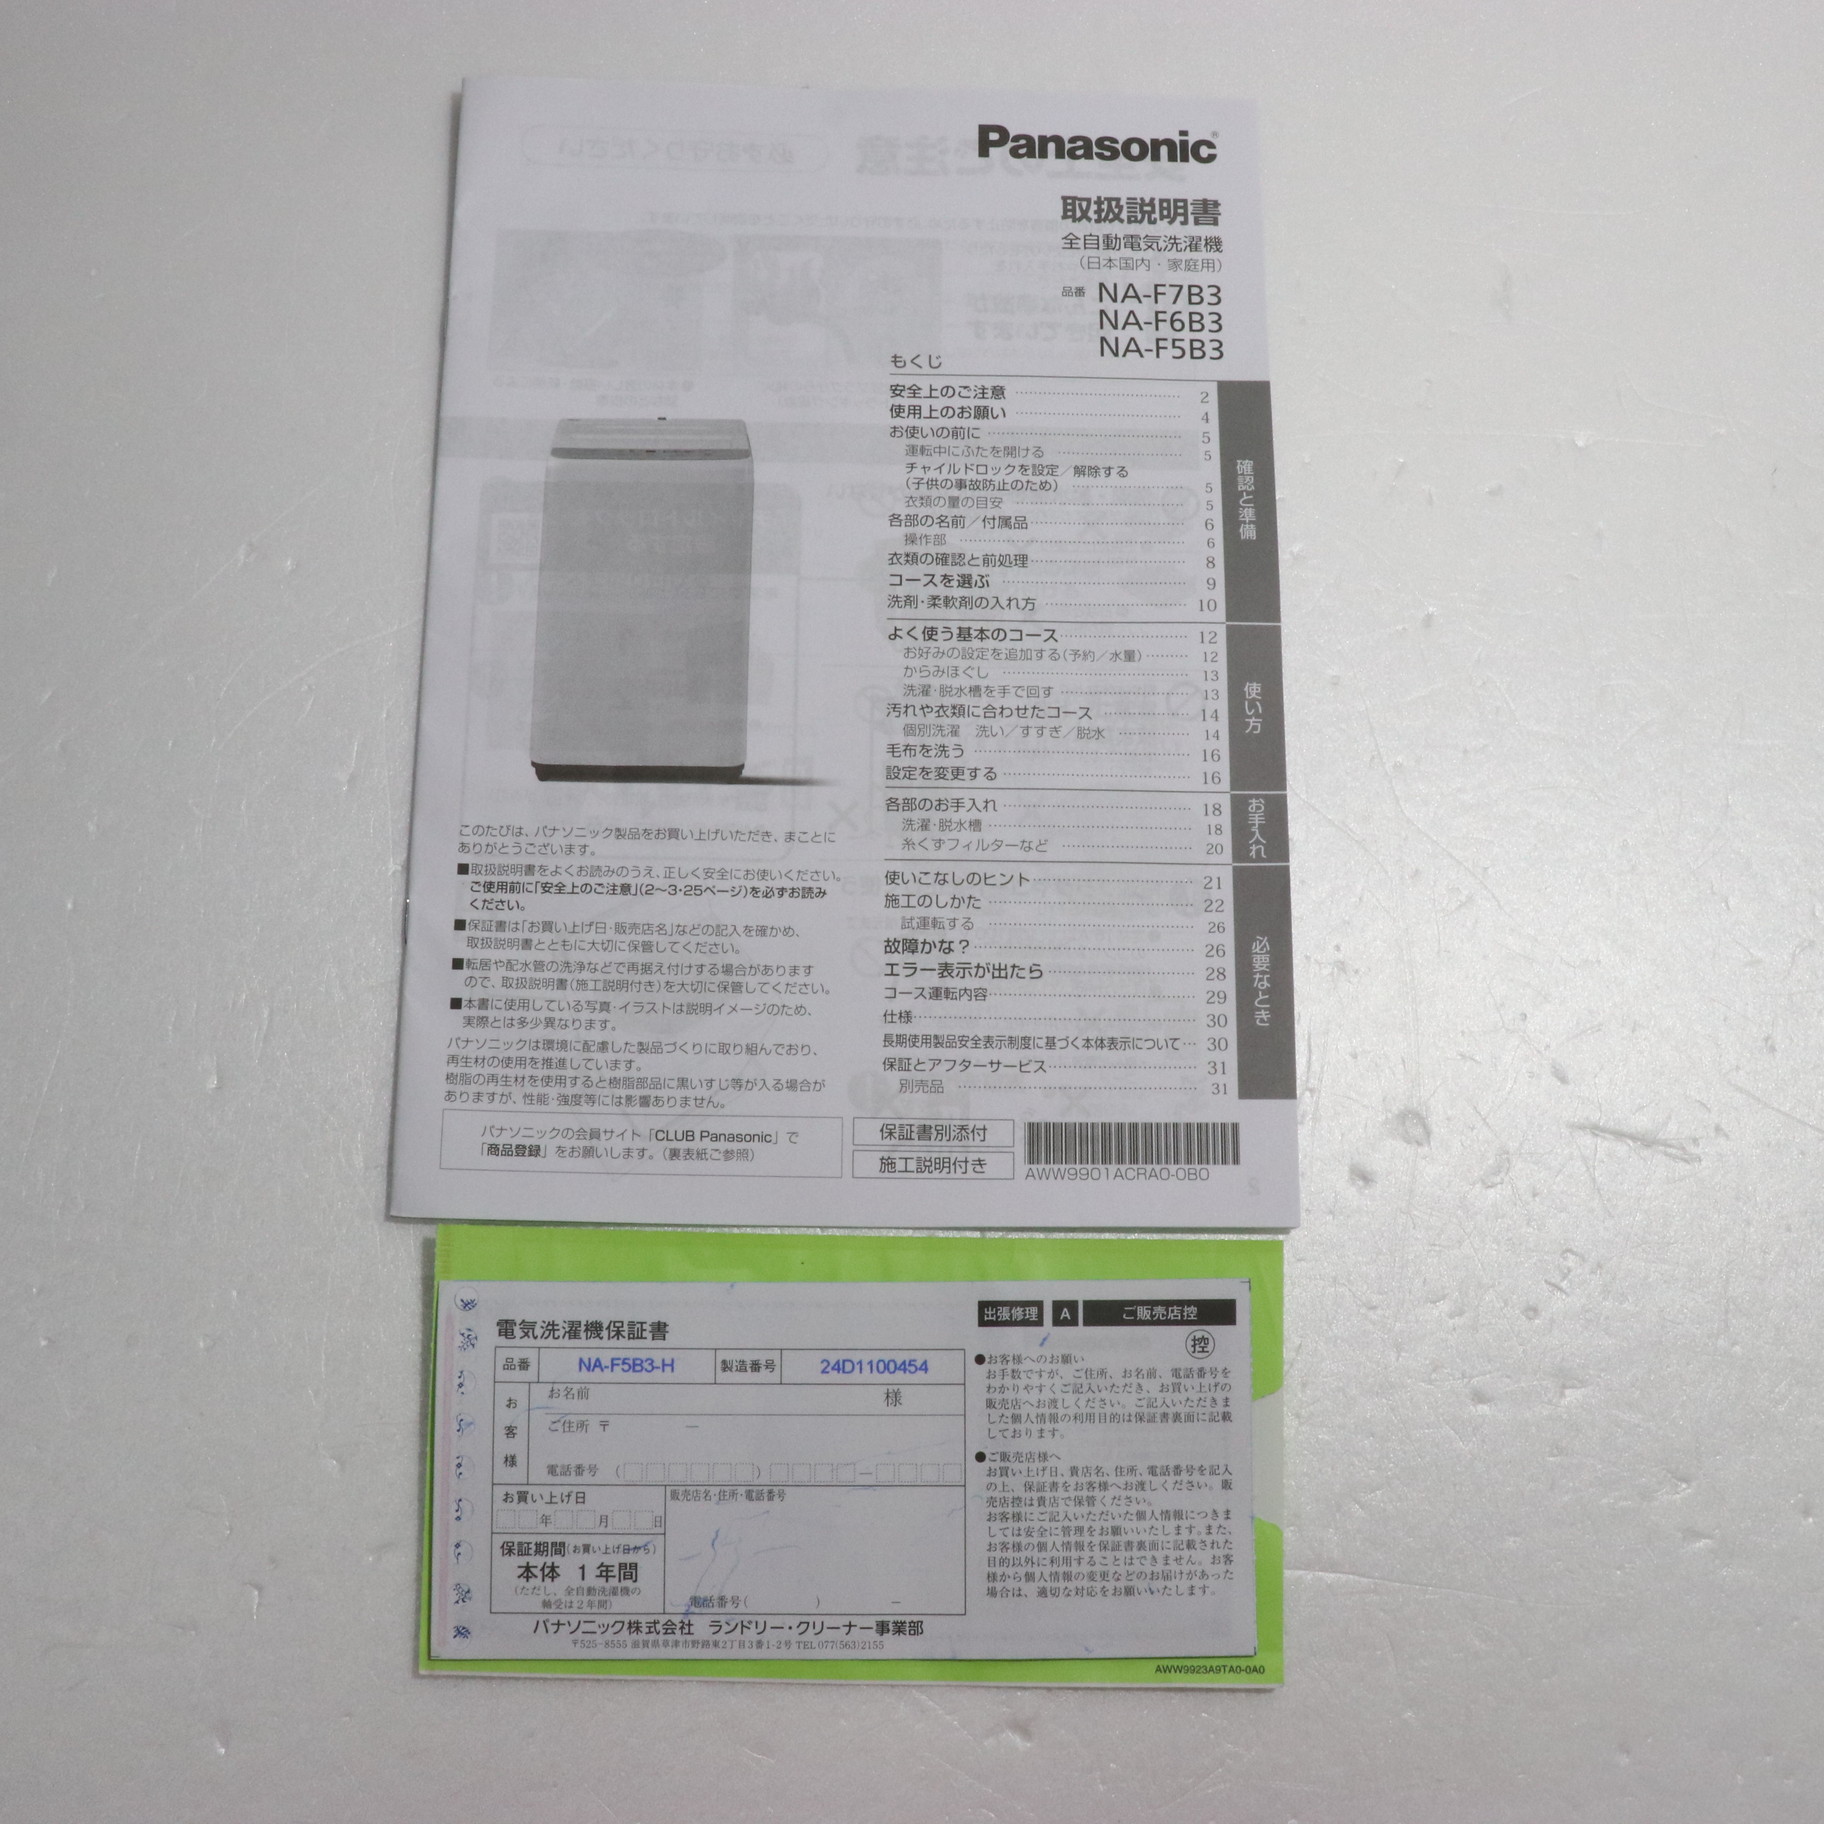 Panasonic®
取扱説明書
全自動電気洗濯機
（日本国内・家庭用）
品番 NA-F7B3
NA-F6B3
NA-F5B3
もくじ
安全上のご注意 2
使用上のお願い 4
お使いの前に 5
運転中にふたを開ける 5
チャイルドロックを設定／解除する
（子供の事故防止のため） 5
衣類の量の目安 5
各部の名前／付属品 6
操作部 6
衣類の確認と前処理 8
コースを選ぶ 9
洗剤・柔軟剤の入れ方 10
確認と準備
よく使う基本のコース 12
お好みの設定を追加する（予約／水量） 12
からみほぐし 13
洗濯・脱水槽を手で回す 13
汚れや衣類に合わせたコース 14
個別洗濯 洗い／すすぎ／脱水 14
毛布を洗う 16
設定を変更する 16
使い方
各部のお手入れ 18
洗濯・脱水槽 18
糸くずフィルターなど 20
お手入れ
使いこなしのヒント 21
施工のしかた 22
試運転する 26
故障かな？ 26
エラー表示が出たら 28
コース運転内容 29
仕様 30
長期使用製品安全表示制度に基づく本体表示について 30
保証とアフターサービス 31
別売品 31
必要なとき
このたびは、パナソニック製品をお買い上げいただき、まことに
ありがとうございます。
■取扱説明書をよくお読みのうえ、正しく安全にお使いください。
ご使用前に「安全上のご注意」（2〜3・25ページ）を必ずお読み
ください。
■保証書は「お買い上げ日・販売店名」などの記入を確かめ、
取扱説明書とともに大切に保管してください。
■転居や配水管の洗浄などで再据え付けする場合があります
ので、取扱説明書（施工説明付き）を大切に保管してください。
■本書に使用している写真・イラストは説明イメージのため、
実際とは多少異なります。
パナソニックは環境に配慮した製品づくりに取り組んでおり、
再生材の使用を推進しています。
樹脂の再生材を使用すると樹脂部品に黒いすじ等が入る場合が
ありますが、性能・強度等には影響ありません。
パナソニックの会員サイト「CLUB Panasonic」で
「商品登録」をお願いします。（裏表紙ご参照）
保証書別添付
施工説明付き
AWW9901ACRA0-0B0
電気洗濯機保証書
出張修理 A ご販売店控
控
品番 NA-F5B3-H 製造番号 24D1100454
お客様
お名前 様
ご住所 〒 －
電話番号 （ ） －
お買い上げ日
年 月 日
販売店名・住所・電話番号
保証期間（お買い上げ日から）
本体 1年間
（ただし、全自動洗濯機の
軸受は2年間）
電話番号（ ） －
パナソニック株式会社 ランドリー・クリーナー事業部
〒525-8555 滋賀県草津市野路東2丁目3番1-2号 TEL 077(563)2155
●お客様へのお願い
お手数ですが、ご住所、お名前、電話番号を
わかりやすくご記入いただき、お買い上げの
販売店へお渡しください。ご記入いただきま
した個人情報の利用目的は保証書裏面に記載
しております。
●ご販売店様へ
お買い上げ日、貴店名、住所、電話番号を記入
の上、保証書をお客様へお渡しください。販
売店控は貴店で保管ください。
お客様にご記入いただいた個人情報につきま
しては安全に管理をお願いいたします。また、
お客様の個人情報を保証書裏面に記載された
目的以外に利用することはできません。お客
様から個人情報の変更などのお届けがあった
場合は、適切な対応をお願いいたします。
AWW9923A9TA0-0A0